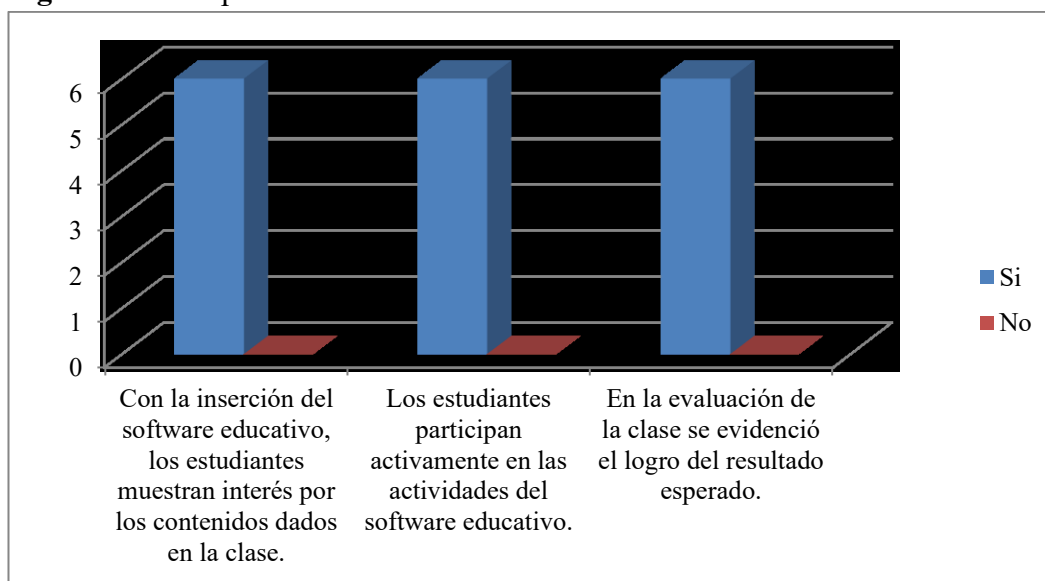 6
5
4
3
2
1
0
Si
No
Con la inserción del
software educativo,
los estudiantes
muestran interés por
los contenidos dados
en la clase.
Los estudiantes
participan
activamente en las
actividades del
software educativo.
En la evaluación de
la clase se evidenció
el logro del resultado
esperado.